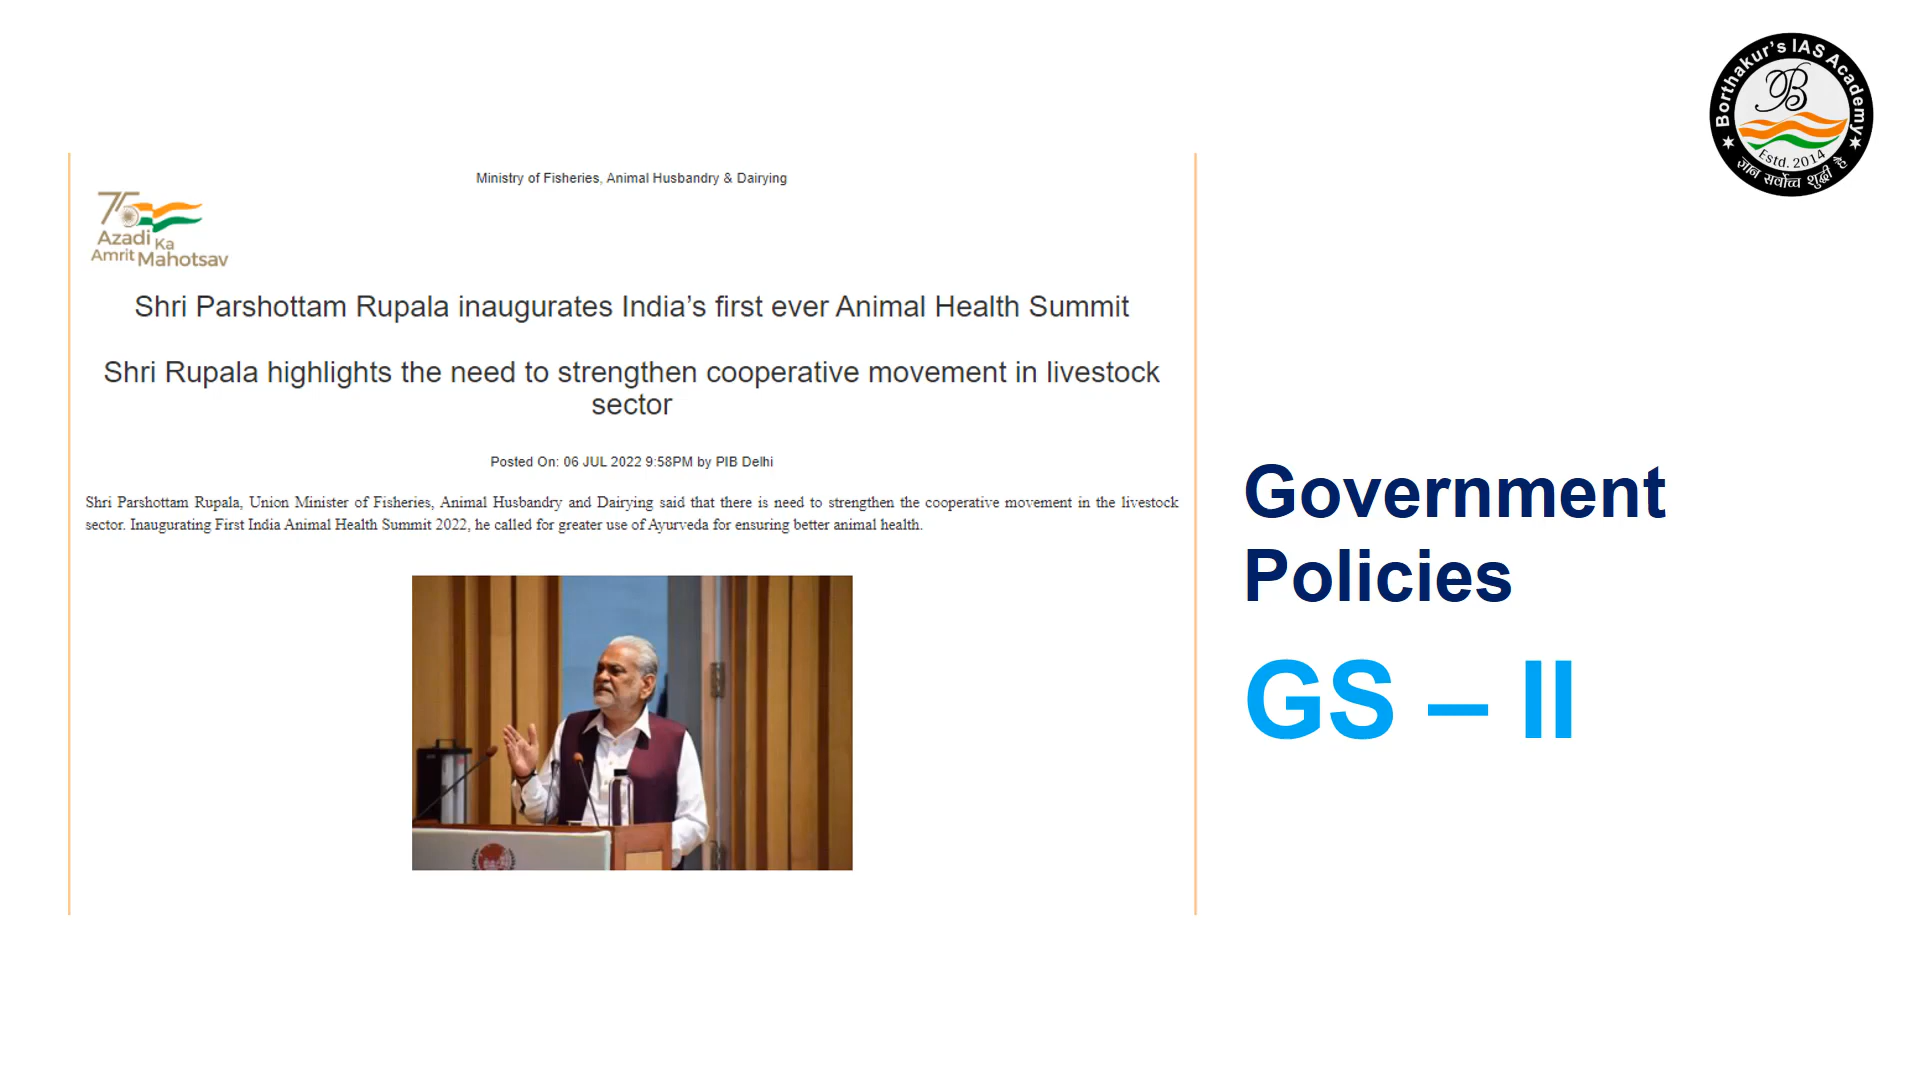 Borthakur's IAS Academy
B
Estd. 2014
ज्ञान सर्वोच्च शुद्धी है
Ministry of Fisheries, Animal Husbandry & Dairying
75
Azadi Ka
Amrit Mahotsav
Shri Parshottam Rupala inaugurates India’s first ever Animal Health Summit
Shri Rupala highlights the need to strengthen cooperative movement in livestock
sector
Posted On: 06 JUL 2022 9:58PM by PIB Delhi
Shri Parshottam Rupala, Union Minister of Fisheries, Animal Husbandry and Dairying said that there is need to strengthen the cooperative movement in the livestock
sector. Inaugurating First India Animal Health Summit 2022, he called for greater use of Ayurveda for ensuring better animal health.
Government
Policies
GS – II